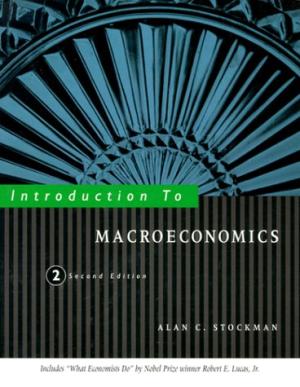 Introduction To
MACROECONOMICS
2 Second Edition
ALAN C. STOCKMAN
Includes "What Economists Do" by Nobel Prize winner Robert E. Lucas, Jr.